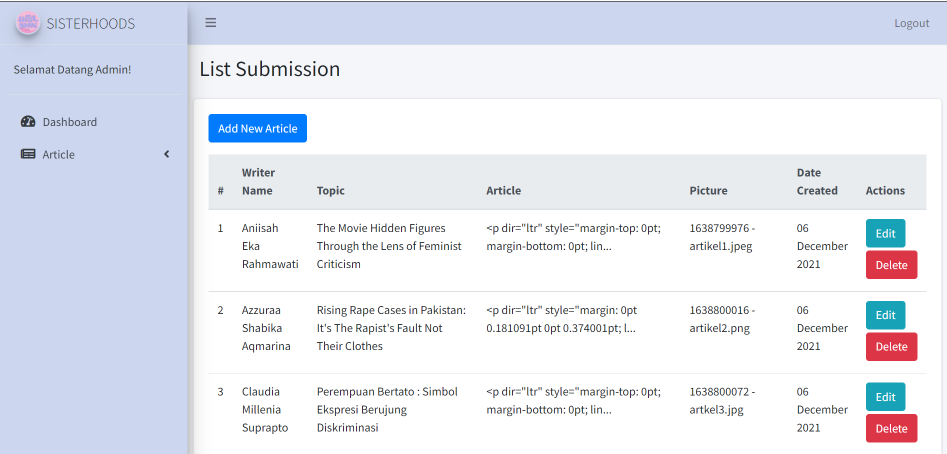 SISTERHOODS
Logout
Selamat Datang Admin!
Dashboard
Article
List Submission
Add New Article
# Writer Name Topic Article Picture Date Created Actions
1 Aniisah Eka Rahmawati The Movie Hidden Figures Through the Lens of Feminist Criticism <p dir="ltr" style="margin-top: 0pt; margin-bottom: 0pt; lin... 1638799976 - artikel1.jpeg 06 December 2021 Edit Delete
2 Azzuraa Shabika Aqmarina Rising Rape Cases in Pakistan: It's The Rapist's Fault Not Their Clothes <p dir="ltr" style="margin: 0pt 0.181091pt 0pt 0.374001pt; l... 1638800016 - artikel2.png 06 December 2021 Edit Delete
3 Claudia Millenia Suprapto Perempuan Bertato : Simbol Ekspresi Berujung Diskriminasi <p dir="ltr" style="margin-top: 0pt; margin-bottom: 0pt; lin... 1638800072 - artkel3.jpg 06 December 2021 Edit Delete